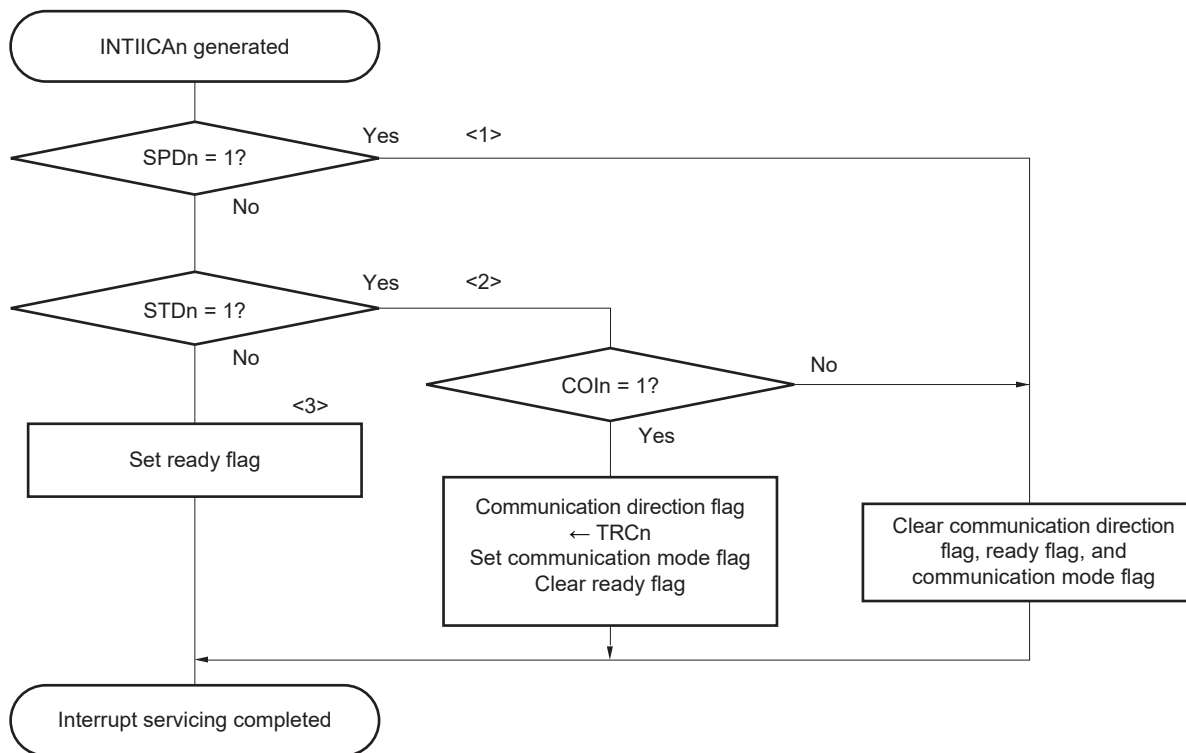 INTIICAn generated
Yes
<1>
SPDn = 1?
No
Yes
<2>
STDn = 1?
No
No
COIn = 1?
<3>
Yes
Set ready flag
Communication direction flag
← TRCn
Set communication mode flag
Clear ready flag
Clear communication direction
flag, ready flag, and
communication mode flag
Interrupt servicing completed